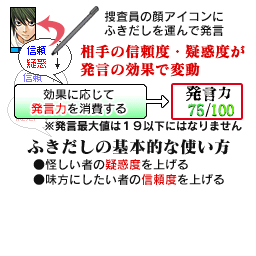 捜査員の顔アイコンに
ふきだしを運んで発言
信頼
疑惑
信頼
相手の信頼度・疑惑度が
発言の効果で変動
効果に応じて
発言力を消費する
発言力
75/100
※発言最大値は19以下にはなりません
ふきだしの基本的な使い方
●怪しい者の疑惑度を上げる
●味方にしたい者の信頼度を上げる